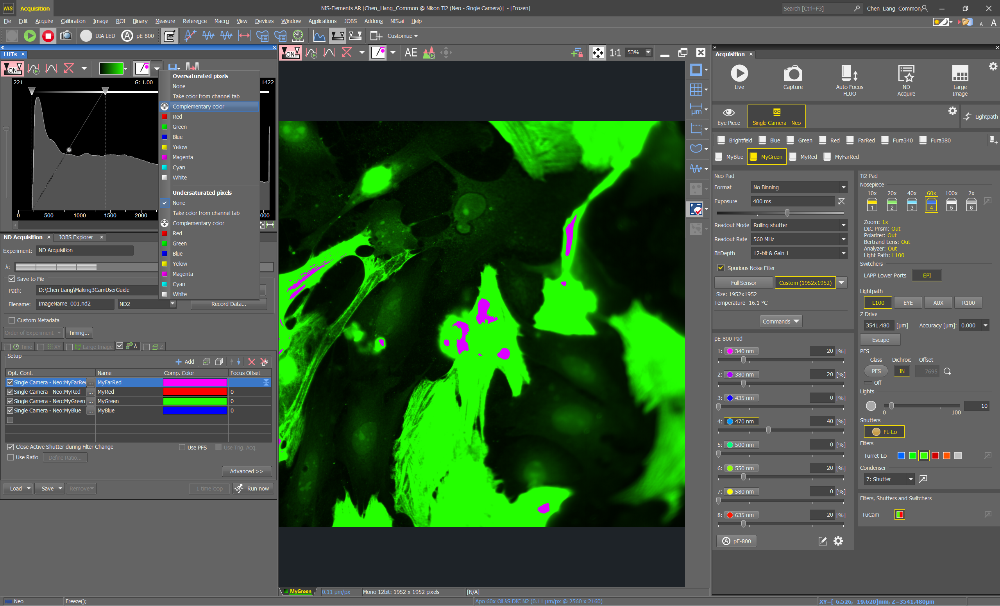 NIS Acquisition NIS-Elements AR [Chen_Liang_Common @ Nikon Ti2 (Neo - Single Camera)] - [Frozen] Search [Ctrl+F3] Chen_Liang_Common
File Edit Acquire Calibration Image ROI Binary Measure Reference Macro View Devices Window Applications JOBS Addons NIS.ai Help A A
DIA LED A pE-800 Customize
LUTs
ON
221 G: 1.00 1422
0 500 1000 1500 2000 000
Oversaturated pixels
None
Take color from channel tab
Complementary color
Red
Green
Blue
Yellow
Magenta
Cyan
White
Undersaturated pixels
None
Take color from channel tab
Complementary color
Red
Green
Blue
Yellow
Magenta
Cyan
White
ND Acquisition JOBS Explorer
Experiment: ND Acquisition
λ:
Save to File
Path: D:\Chen Liang\Making3CamUserGuide
Filename: ImageName_001.nd2 ND2 Record Data...
Custom Metadata
Order of Experiment Timing...
Time XY Large Image λ Z
Setup
Add
Opt. Conf. Name Comp. Color Focus Offset
Single Camera - Neo:MyFarRe ... MyFarRed
Single Camera - Neo:MyRed ... MyRed 0
Single Camera - Neo:MyGreen ... MyGreen 0
Single Camera - Neo:MyBlue ... MyBlue 0
Close Active Shutter during Filter Change Use PFS Use Trig. Acq.
Use Ratio Define Ratio...
Advanced >>
Load Save Remove 1 time loop Run now
ON AE 1:1 53%
µm
MyGreen 0.11 µm/px Mono 12bit: 1952 x 1952 pixels [N/A]
Acquisition
Live Capture Auto Focus FLUO ND Acquire Large Image
Eye Piece OC Single Camera - Neo Lightpath
Brightfield Blue Green Red FarRed Fura340 Fura380
MyBlue MyGreen MyRed MyFarRed
Neo Pad
Format No Binning
Exposure 400 ms
Readout Mode Rolling shutter
Readout Rate 560 MHz
BitDepth 12-bit & Gain 1
Spurious Noise Filter
Full Sensor Custom (1952x1952)
Size: 1952x1952
Temperature -16.1 °C
Commands
pE-800 Pad
1: 340 nm 20 [%]
2: 380 nm 20 [%]
3: 435 nm 0 [%]
4: 470 nm 40 [%]
5: 500 nm 0 [%]
6: 550 nm 20 [%]
7: 580 nm 0 [%]
8: 635 nm 20 [%]
A pE-800
Ti2 Pad
Nosepiece
10x 20x 40x 60x 100x 2x
1 2 3 4 5 6
Zoom: 1x
DIC Prism: Out
Polarizer: Out
Bertrand Lens: Out
Analyzer: Out
Light Path: L100
Switchers
LAPP Lower Ports EPI
Lightpath
L100 EYE AUX R100
Z Drive
3541.480 [µm] Accuracy [µm]: 0.000
Escape
PFS
Glass Dichroic Offset
PFS IN 7695
Off
Lights
10
0 100
Shutters
FL-Lo
Filters
Turret-Lo
Condenser
7: Shutter
Filters, Shutters and Switchers
TuCam
Neo Freeze(); Apo 60x Oil λS DIC N2 (0.11 µm/px @ 2560 x 2160) XY=[-6.526, -19.620]mm, Z=3541.480µm